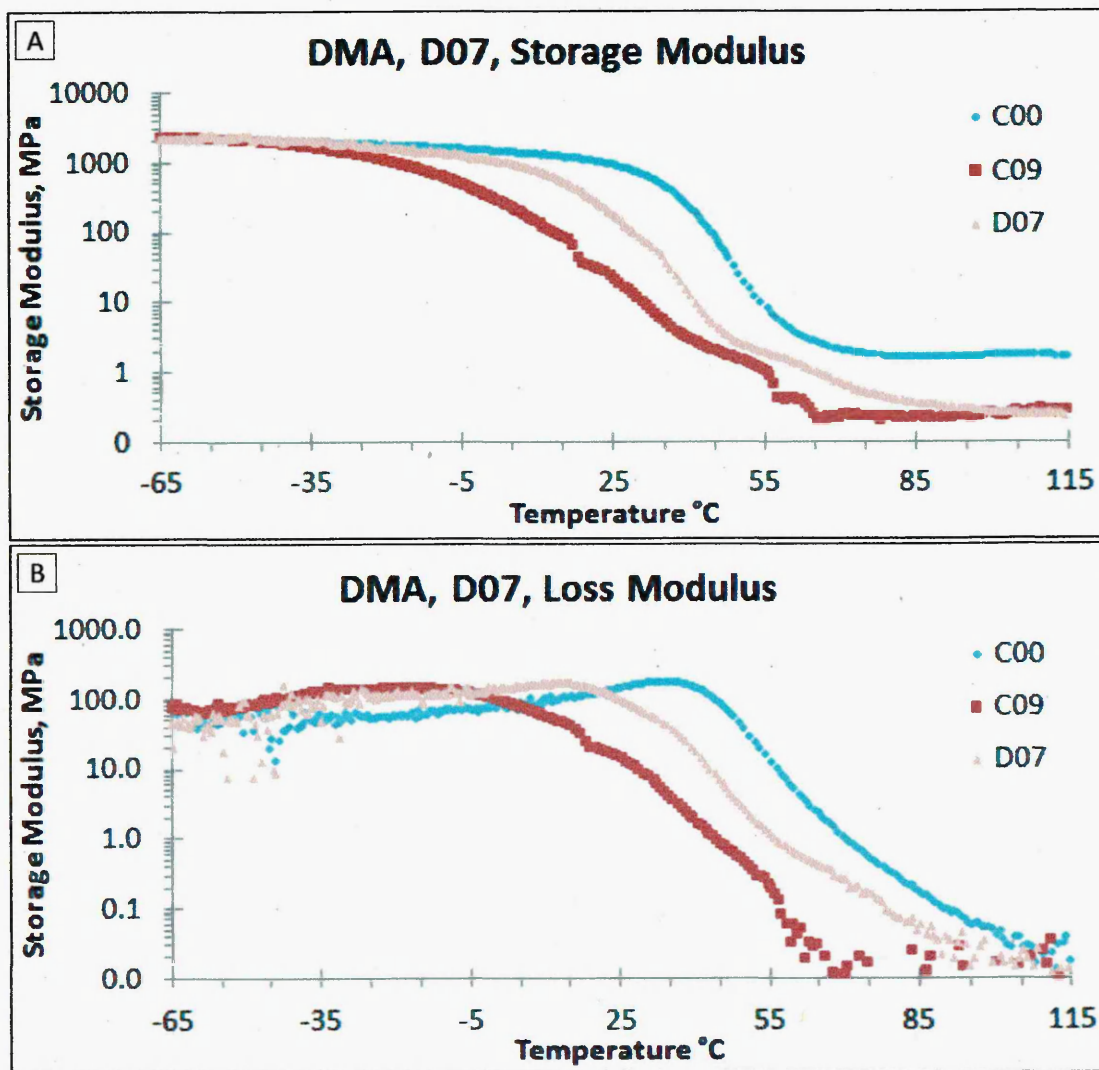 A
DMA, D07, Storage Modulus
10000
1000
100
10
1
0
Storage Modulus, MPa
C00
C09
D07
-65
-35
-5
25
55
85
115
Temperature °C
B
DMA, D07, Loss Modulus
1000.0
100.0
10.0
1.0
0.1
0.0
Storage Modulus, MPa
C00
C09
D07
-65
-35
-5
25
55
85
115
Temperature °C